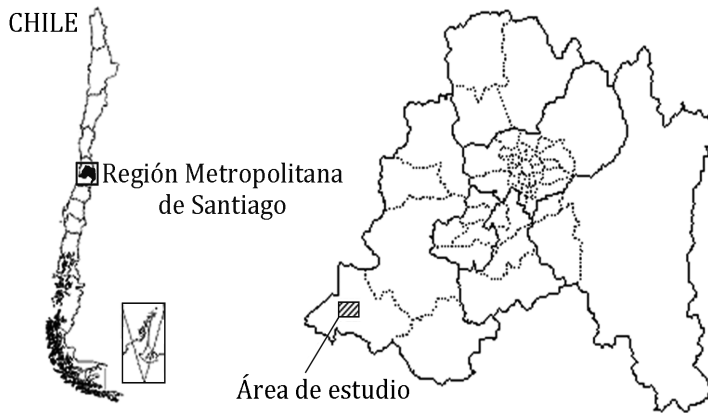 CHILE
Región Metropolitana
de Santiago
Área de estudio